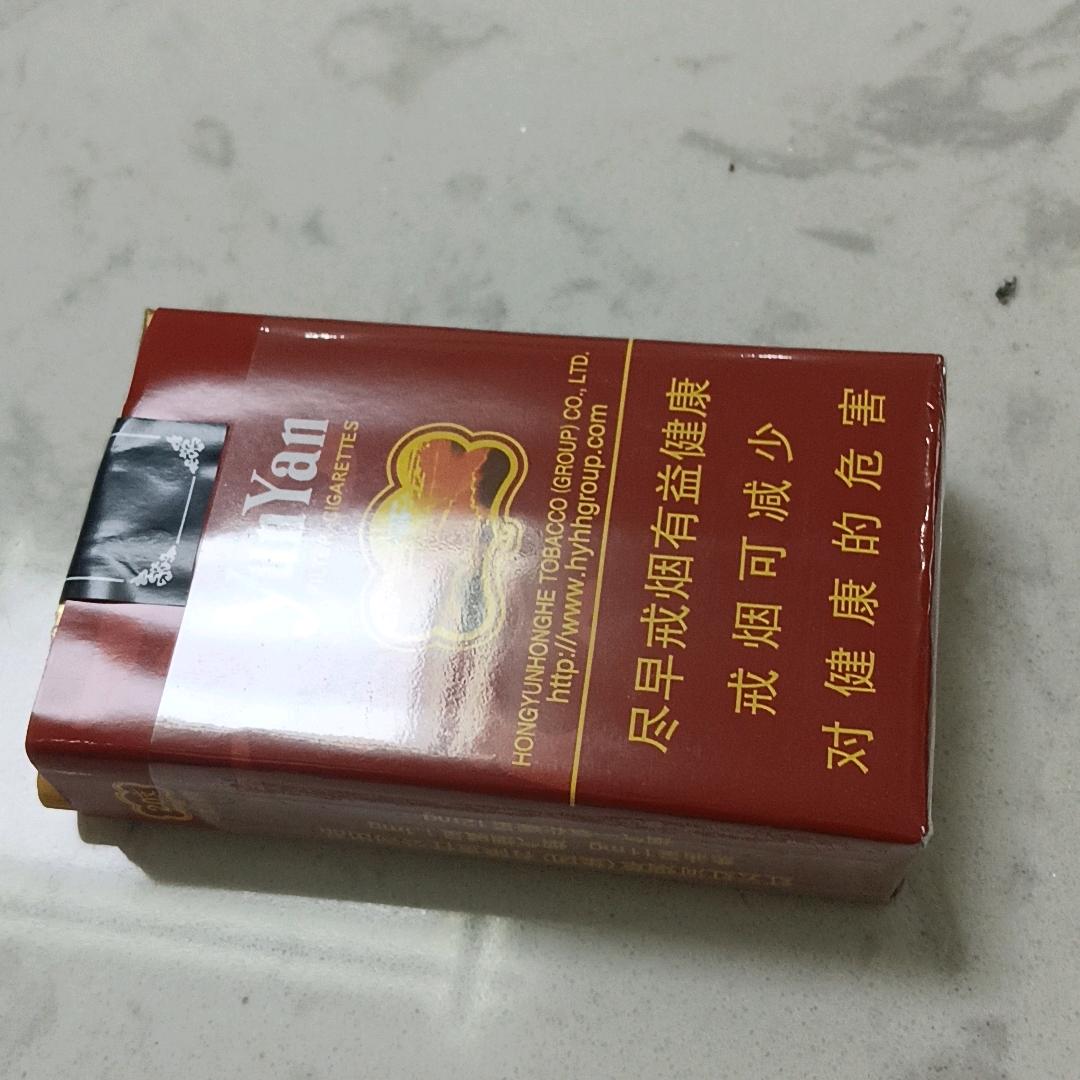 YunYan
CIGARETTES
HONGYUNHONGHE TOBACCO (GROUP) CO., LTD.
http://www.hyhhgroup.com
尽早戒烟有益健康
戒烟可减少
对健康的危害